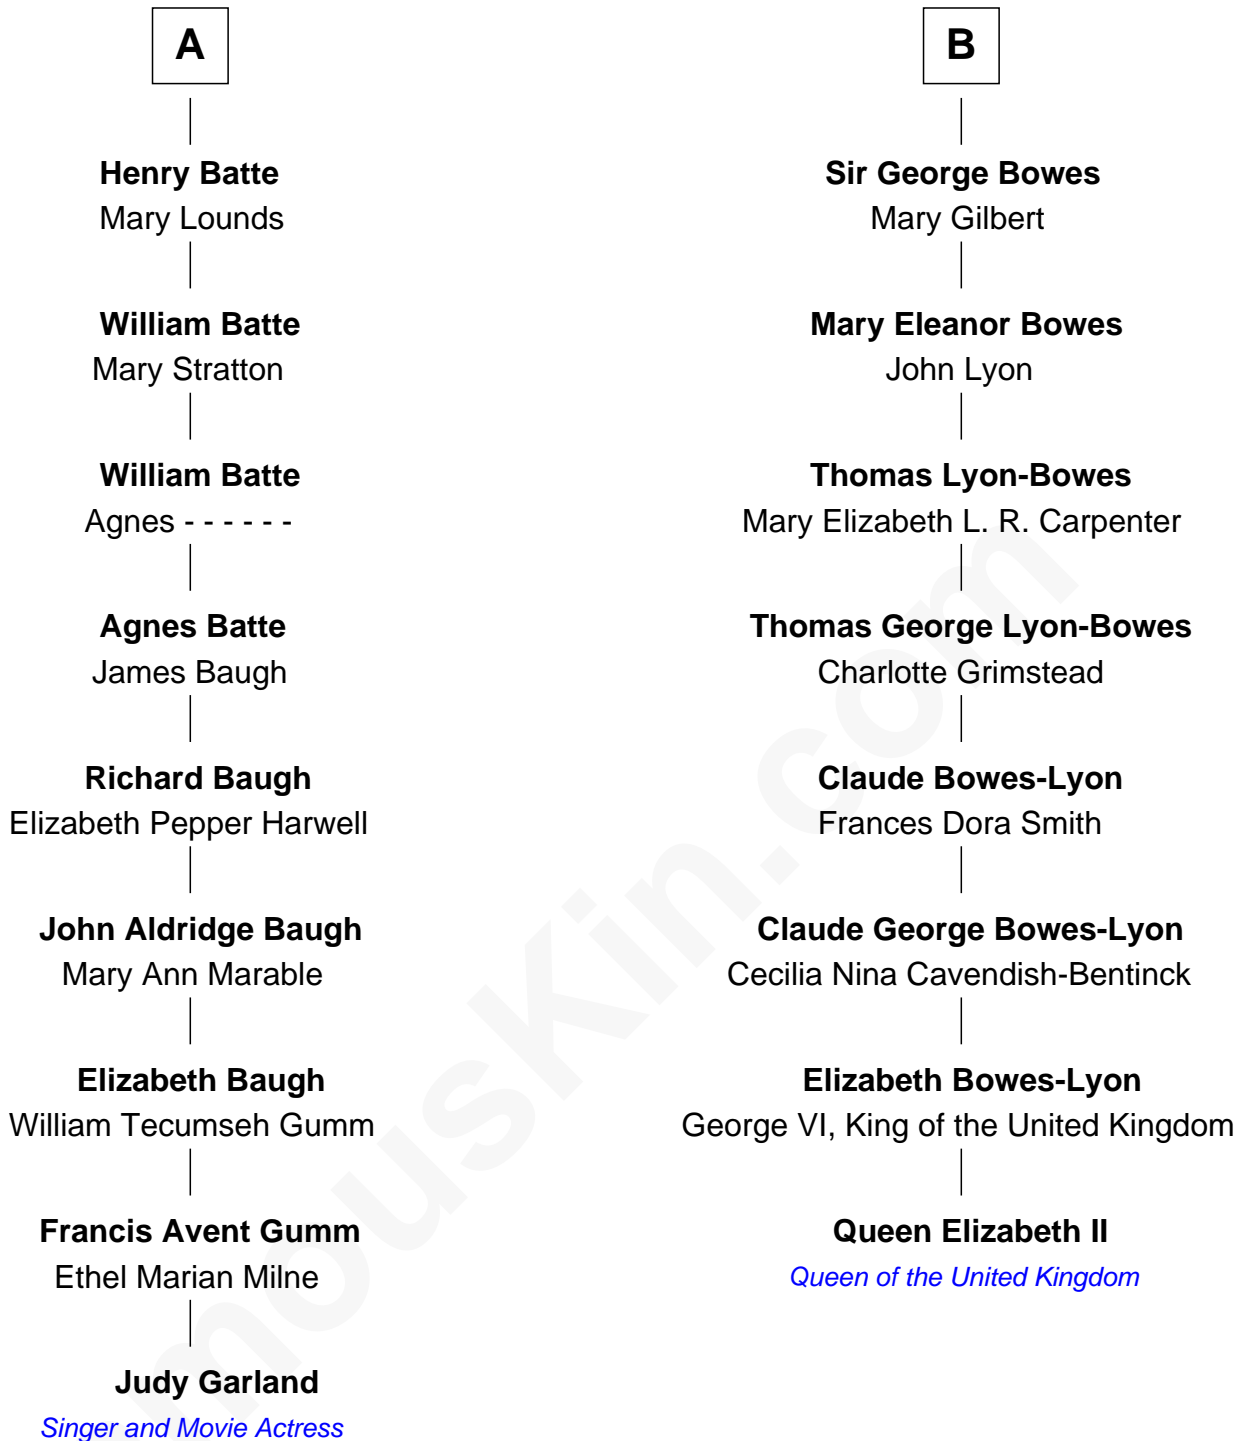 A
Henry Batte
Mary Lounds
William Batte
Mary Stratton
William Batte
Agnes - - - - - -
Agnes Batte
James Baugh
Richard Baugh
Elizabeth Pepper Harwell
John Aldridge Baugh
Mary Ann Marable
Elizabeth Baugh
William Tecumseh Gumm
Francis Avent Gumm
Ethel Marian Milne
Judy Garland
Singer and Movie Actress
B
Sir George Bowes
Mary Gilbert
Mary Eleanor Bowes
John Lyon
Thomas Lyon-Bowes
Mary Elizabeth L. R. Carpenter
Thomas George Lyon-Bowes
Charlotte Grimstead
Claude Bowes-Lyon
Frances Dora Smith
Claude George Bowes-Lyon
Cecilia Nina Cavendish-Bentinck
Elizabeth Bowes-Lyon
George VI, King of the United Kingdom
Queen Elizabeth II
Queen of the United Kingdom
mouskin.com